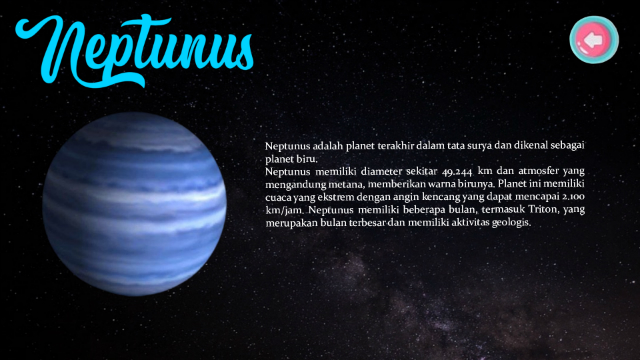 Neptunus
Neptunus adalah planet terakhir dalam tata surya dan dikenal sebagai
planet biru.
Neptunus memiliki diameter sekitar 49.244 km dan atmosfer yang
mengandung metana, memberikan warna birunya. Planet ini memiliki
cuaca yang ekstrem dengan angin kencang yang dapat mencapai 2.100
km/jam. Neptunus memiliki beberapa bulan, termasuk Triton, yang
merupakan bulan terbesar dan memiliki aktivitas geologis.